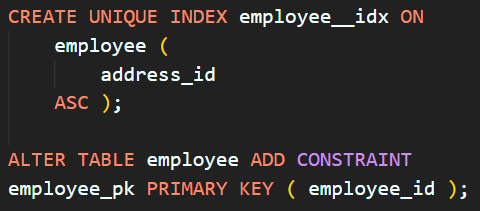 CREATE UNIQUE INDEX employee__idx ON
employee (
address_id
ASC );
ALTER TABLE employee ADD CONSTRAINT
employee_pk PRIMARY KEY ( employee_id );